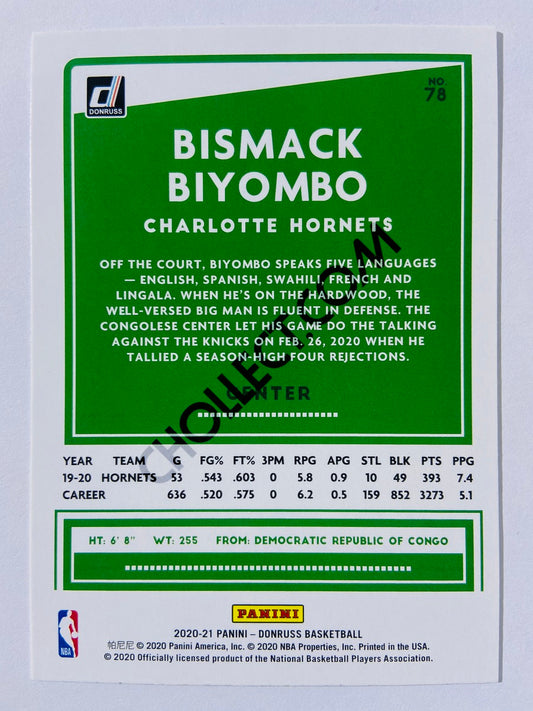 DONRUSS
NO.
78
BISMACK
BIYOMBO
CHARLOTTE HORNETS
OFF THE COURT, BIYOMBO SPEAKS FIVE LANGUAGES
— ENGLISH, SPANISH, SWAHILI, FRENCH AND
LINGALA. WHEN HE'S ON THE HARDWOOD, THE
WELL-VERSED BIG MAN IS FLUENT IN DEFENSE. THE
CONGOLESE CENTER LET HIS GAME DO THE TALKING
AGAINST THE KNICKS ON FEB. 26, 2020 WHEN HE
TALLIED A SEASON-HIGH FOUR REJECTIONS.
CENTER
CHOLLECT.COM
YEAR TEAM G FG% FT% 3PM RPG APG STL BLK PTS PPG
19-20 HORNETS 53 .543 .603 0 5.8 0.9 10 49 393 7.4
CAREER 636 .520 .575 0 6.2 0.5 159 852 3273 5.1
HT: 6' 8" WT: 255 FROM: DEMOCRATIC REPUBLIC OF CONGO
PANINI
2020-21 PANINI – DONRUSS BASKETBALL
帕尼尼 © 2020 Panini America, Inc. © 2020 NBA Properties, Inc. Printed in the USA.
© 2020 Officially licensed product of the National Basketball Players Association.
NBA